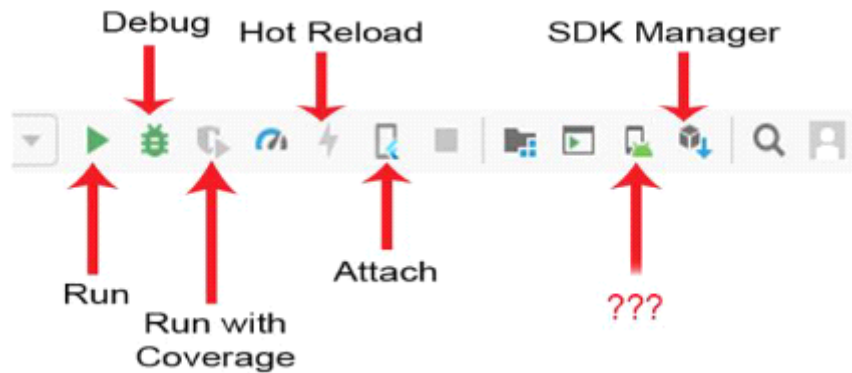 Debug
Hot Reload
SDK Manager
Run
Run with
Coverage
Attach
???